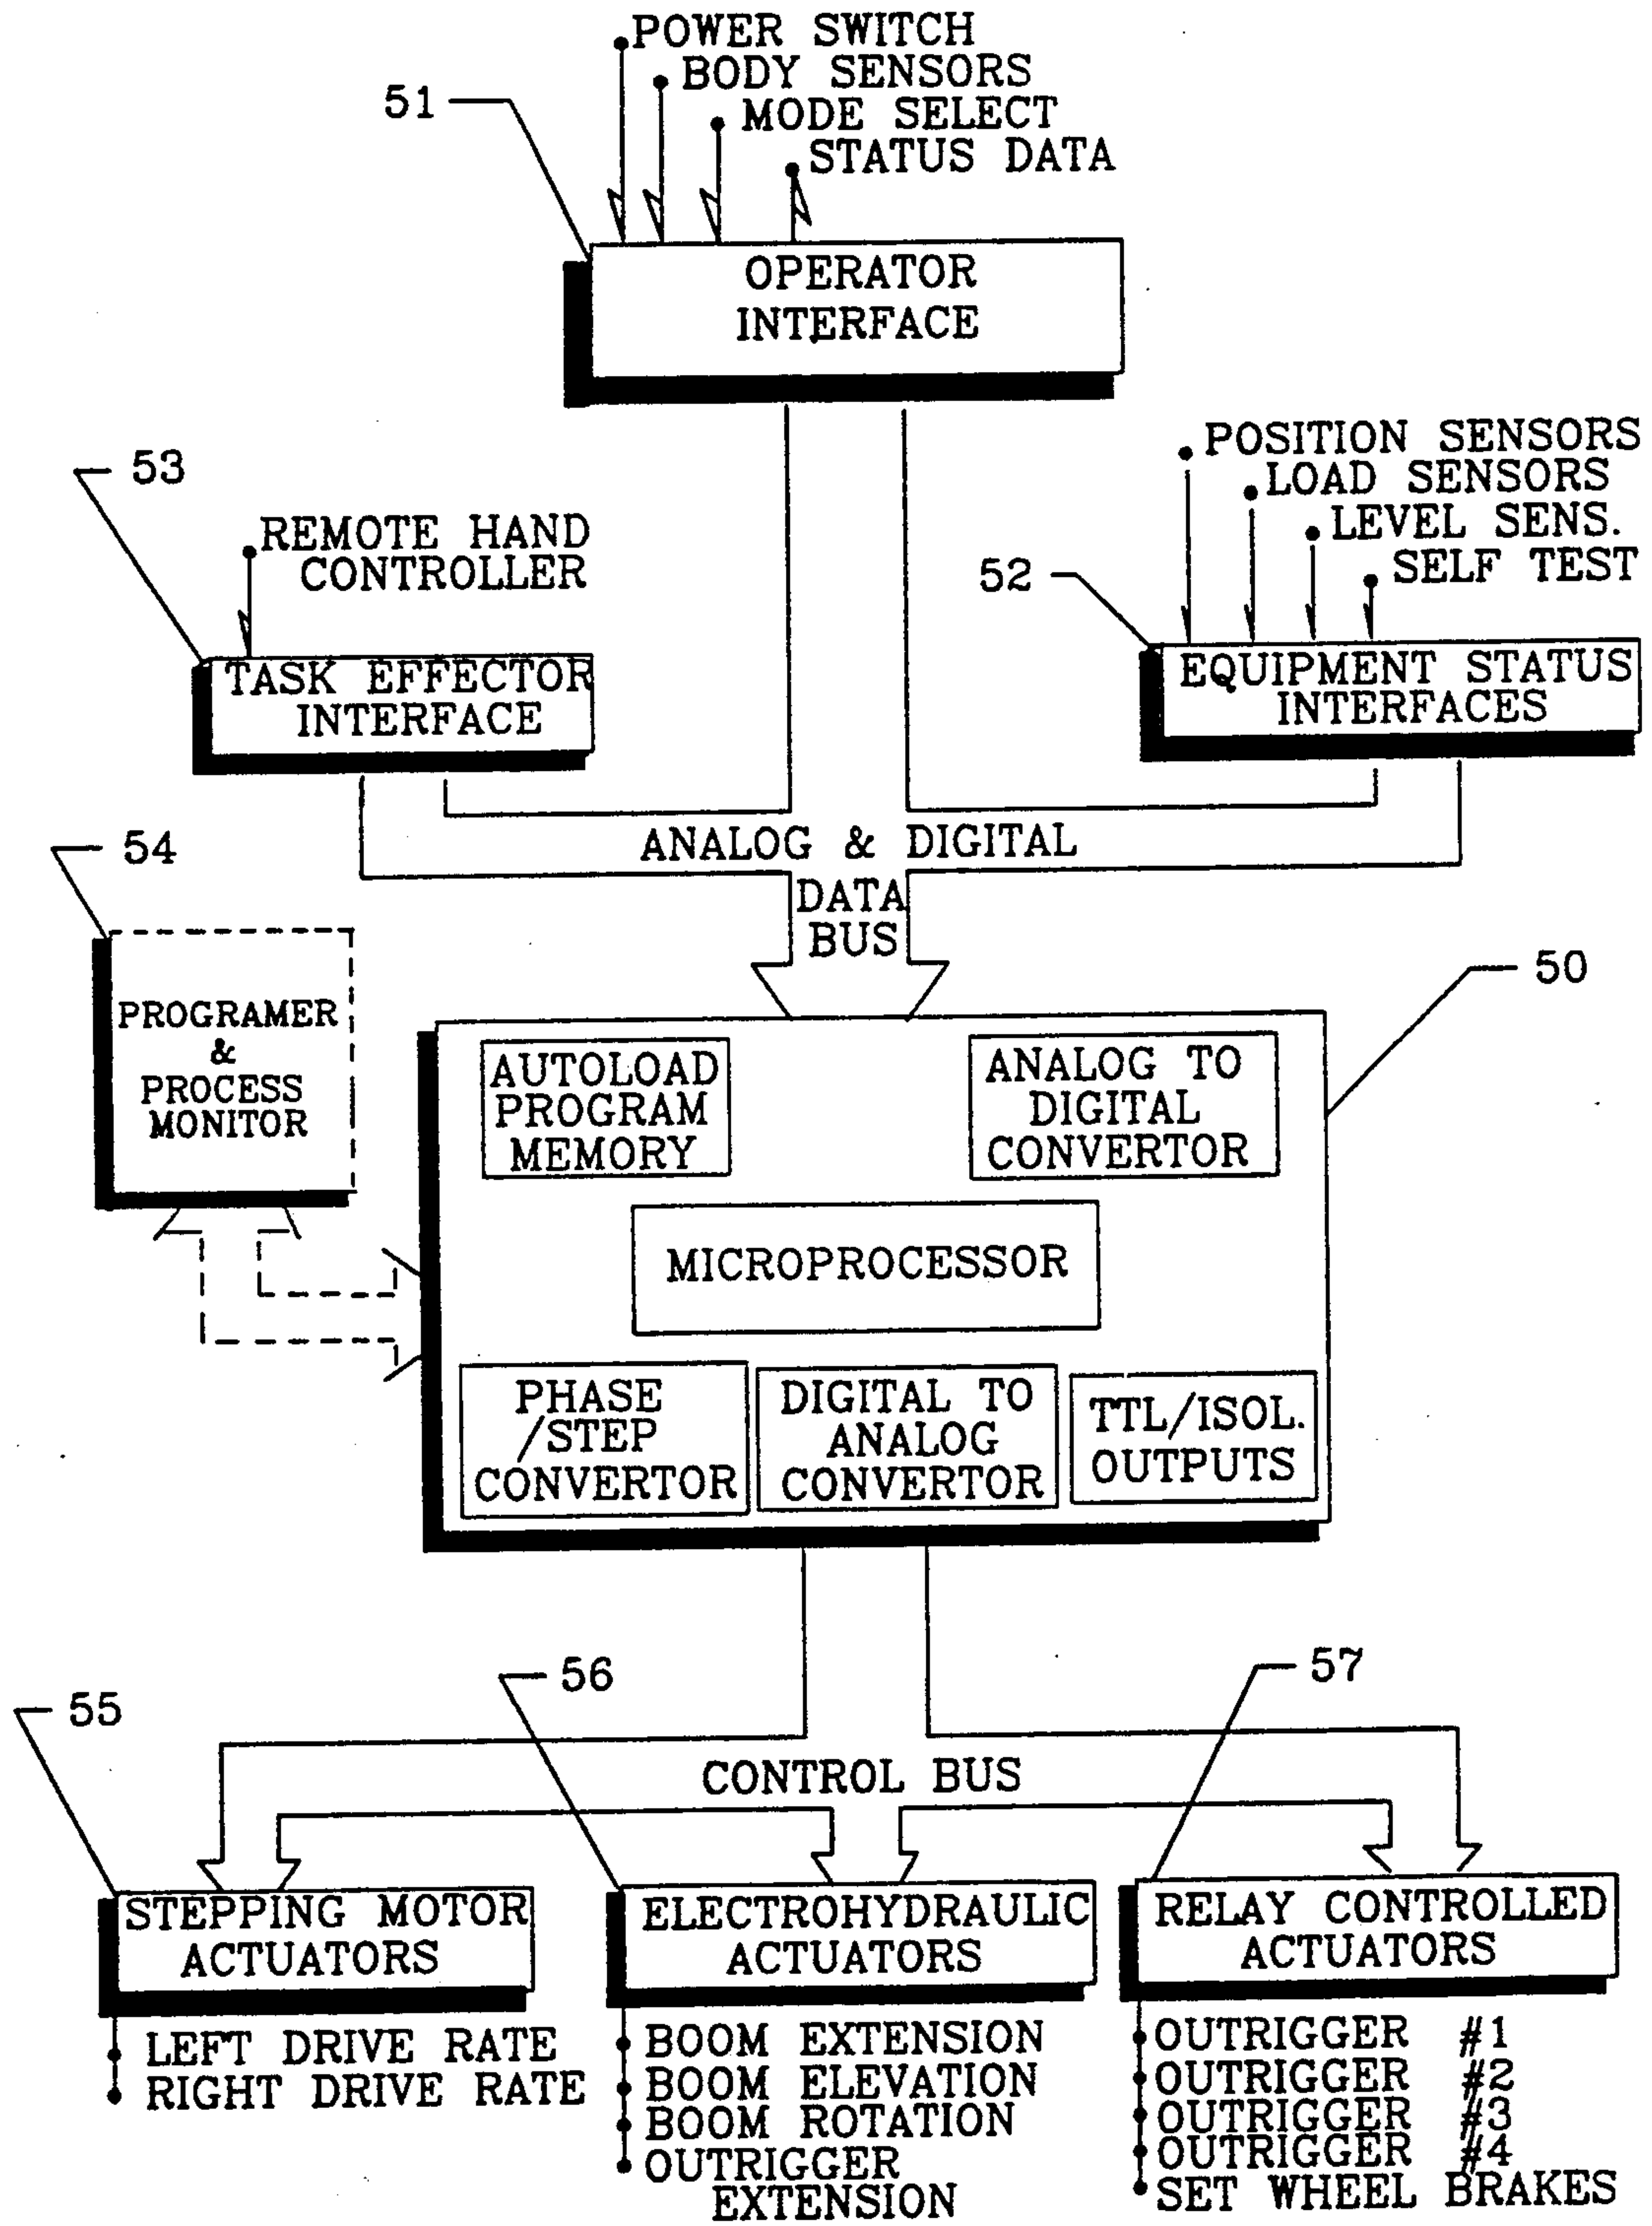 POWER SWITCH
BODY SENSORS
51
MODE SELECT
STATUS DATA
OPERATOR
INTERFACE
53
REMOTE HAND
CONTROLLER
TASK EFFECTOR
INTERFACE
POSITION SENSORS
LOAD SENSORS
LEVEL SENS.
SELF TEST
52
EQUIPMENT STATUS
INTERFACES
ANALOG & DIGITAL
DATA
BUS
54
PROGRAMER
&
PROCESS
MONITOR
50
AUTOLOAD
PROGRAM
MEMORY
ANALOG TO
DIGITAL
CONVERTOR
MICROPROCESSOR
PHASE
/STEP
CONVERTOR
DIGITAL TO
ANALOG
CONVERTOR
TTL/ISOL.
OUTPUTS
CONTROL BUS
55
STEPPING MOTOR
ACTUATORS
LEFT DRIVE RATE
RIGHT DRIVE RATE
56
ELECTROHYDRAULIC
ACTUATORS
BOOM EXTENSION
BOOM ELEVATION
BOOM ROTATION
OUTRIGGER
EXTENSION
57
RELAY CONTROLLED
ACTUATORS
OUTRIGGER #1
OUTRIGGER #2
OUTRIGGER #3
OUTRIGGER #4
SET WHEEL BRAKES